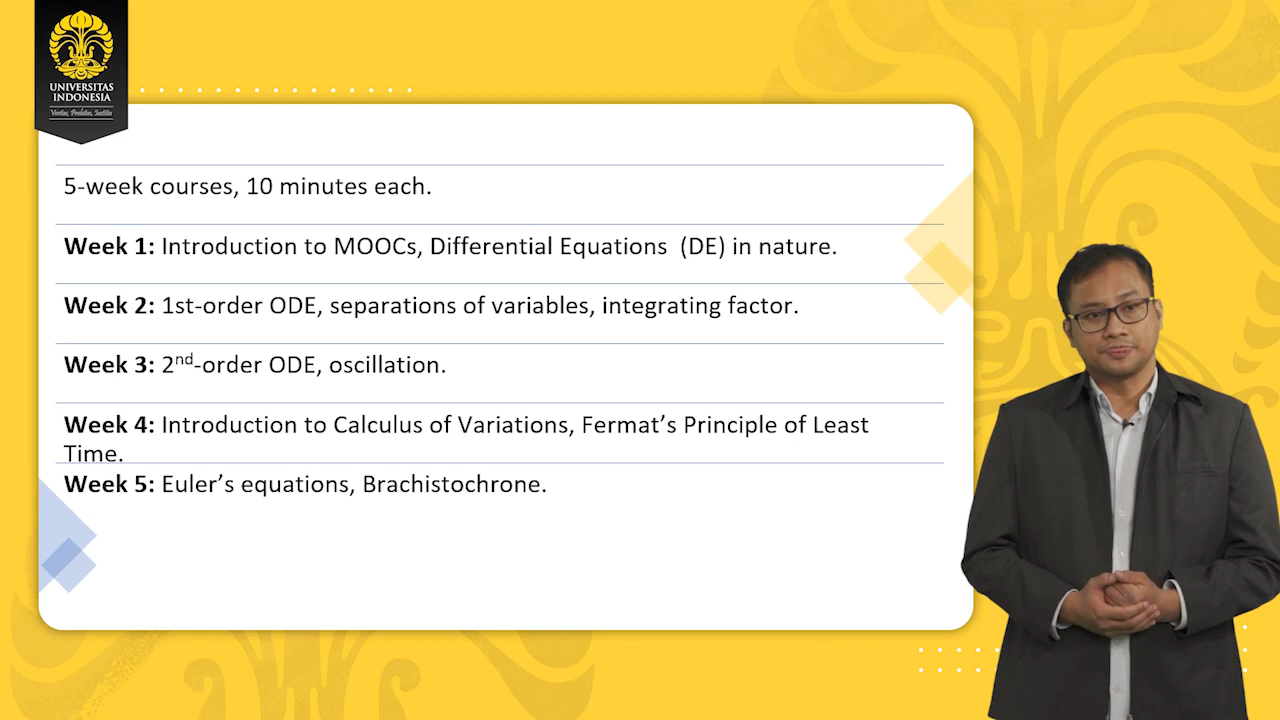 UNIVERSITAS
INDONESIA
Veritas, Probitas, Iustitia
5-week courses, 10 minutes each.
Week 1: Introduction to MOOCs, Differential Equations (DE) in nature.
Week 2: 1st-order ODE, separations of variables, integrating factor.
Week 3: 2nd-order ODE, oscillation.
Week 4: Introduction to Calculus of Variations, Fermat’s Principle of Least
Time.
Week 5: Euler’s equations, Brachistochrone.